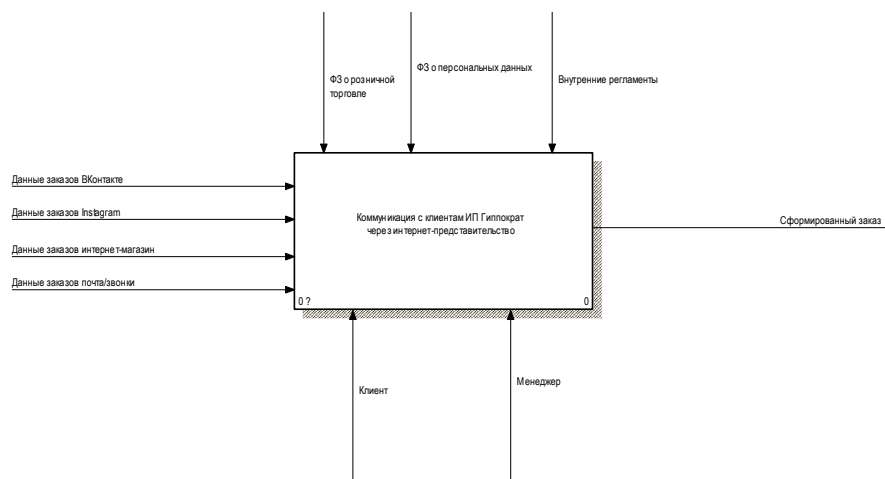 ФЗ о розничной
торговле
ФЗ о персональных данных
Внутренние регламенты
Данные заказов ВКонтакте
Данные заказов Instagram
Данные заказов интернет-магазин
Данные заказов почта/звонки
Коммуникация с клиентам ИП Гиппократ
через интернет-представительство
0 ?
0
Сформированный заказ
Клиент
Менеджер